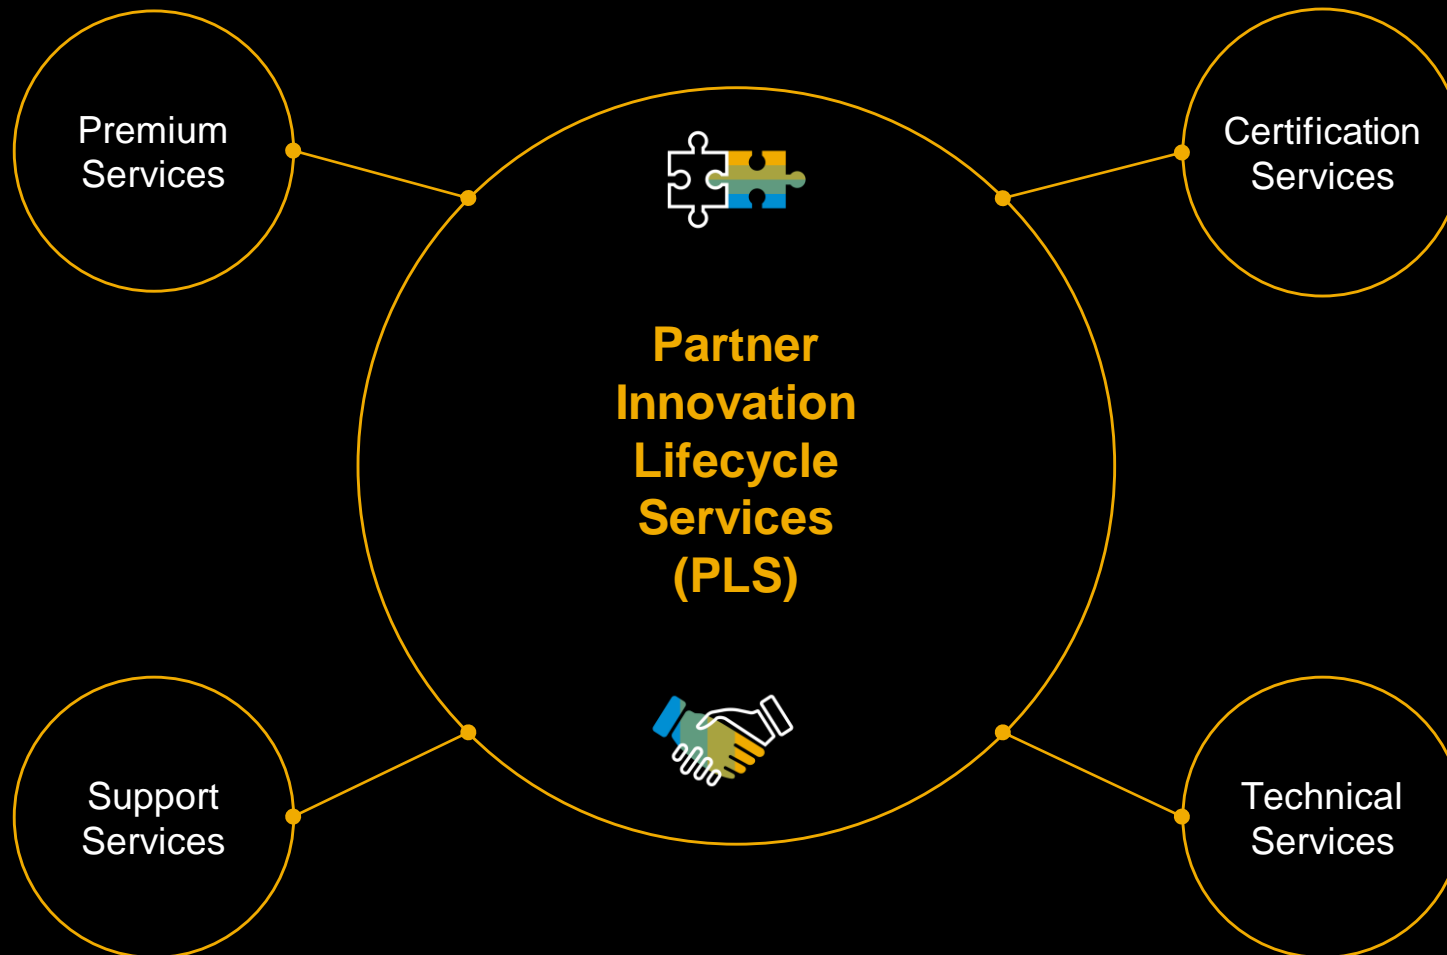 Premium
Services
Certification
Services
Partner
Innovation
Lifecycle
Services
(PLS)
Support
Services
Technical
Services